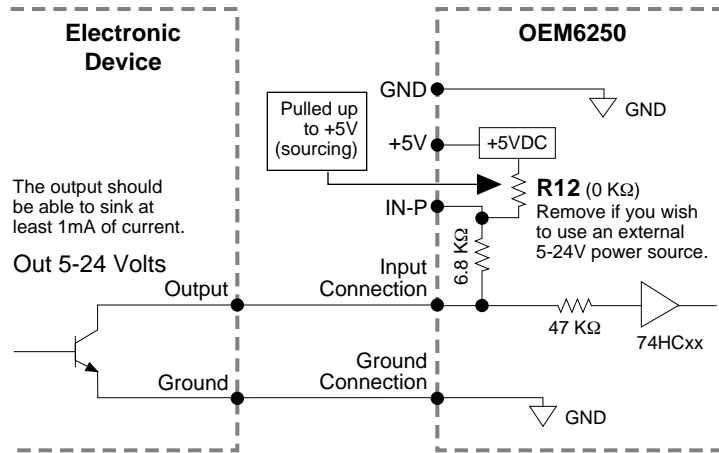 Electronic
Device
OEM6250
GND
GND
Pulled up
to +5V
(sourcing)
+5V
+5VDC
R12 (0 KΩ)
Remove if you wish
to use an external
5-24V power source.
IN-P
6.8 KΩ
The output should
be able to sink at
least 1mA of current.
Out 5-24 Volts
Output
Input
Connection
47 KΩ
74HCxx
Ground
Ground
Connection
GND